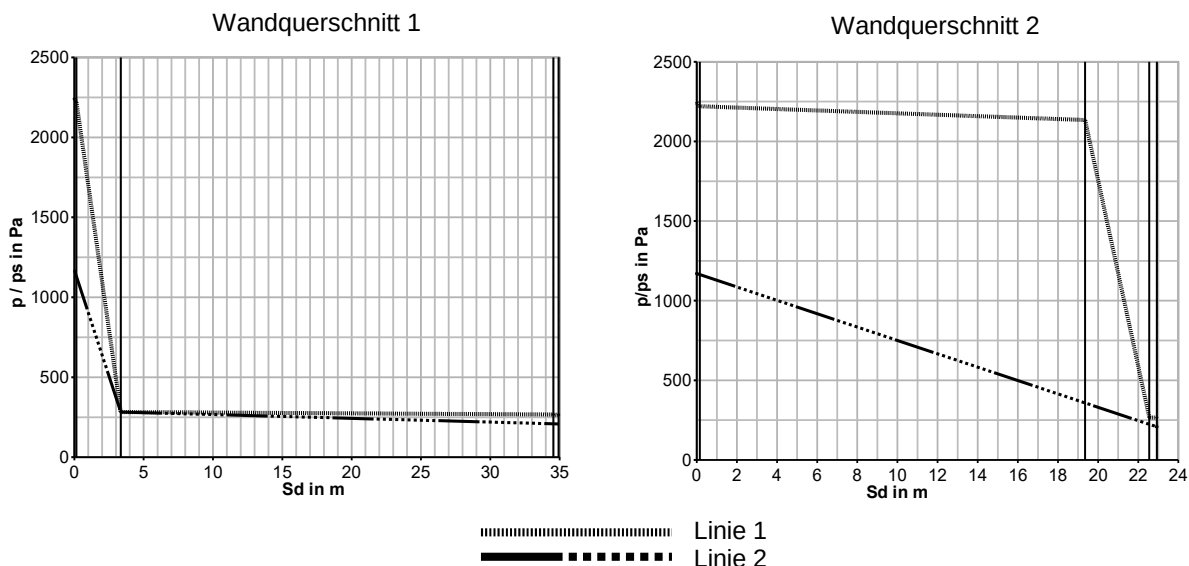 Wandquerschnitt 1
2500
2000
1500
1000
500
0
p / ps in Pa
0 5 10 15 20 25 30 35
Sd in m
Wandquerschnitt 2
2500
2000
1500
1000
500
0
p/ps in Pa
0 2 4 6 8 10 12 14 16 18 20 22 24
Sd in m
Linie 1
Linie 2